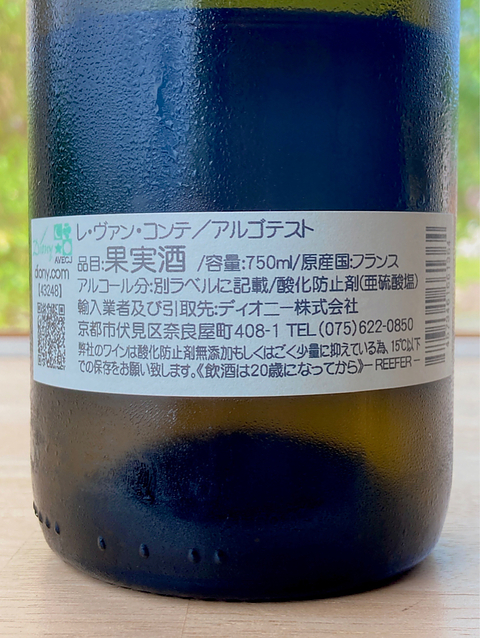 レ・ヴァン・コンテ/アルゴテスト
品目:果実酒 /容量:750ml/原産国:フランス
アルコール分:別ラベルに記載/酸化防止剤(亜硫酸塩)
輸入業者及び引取先:ディオニー株式会社
京都市伏見区奈良屋町408-1 TEL(075)622-0850
弊社のワインは酸化防止剤無添加もしくはごく少量に抑えている為、15℃以下
での保存をお願い致します。《飲酒は20歳になってから》— REEFER —
Diony
AVECJ
diony.com
[43248]